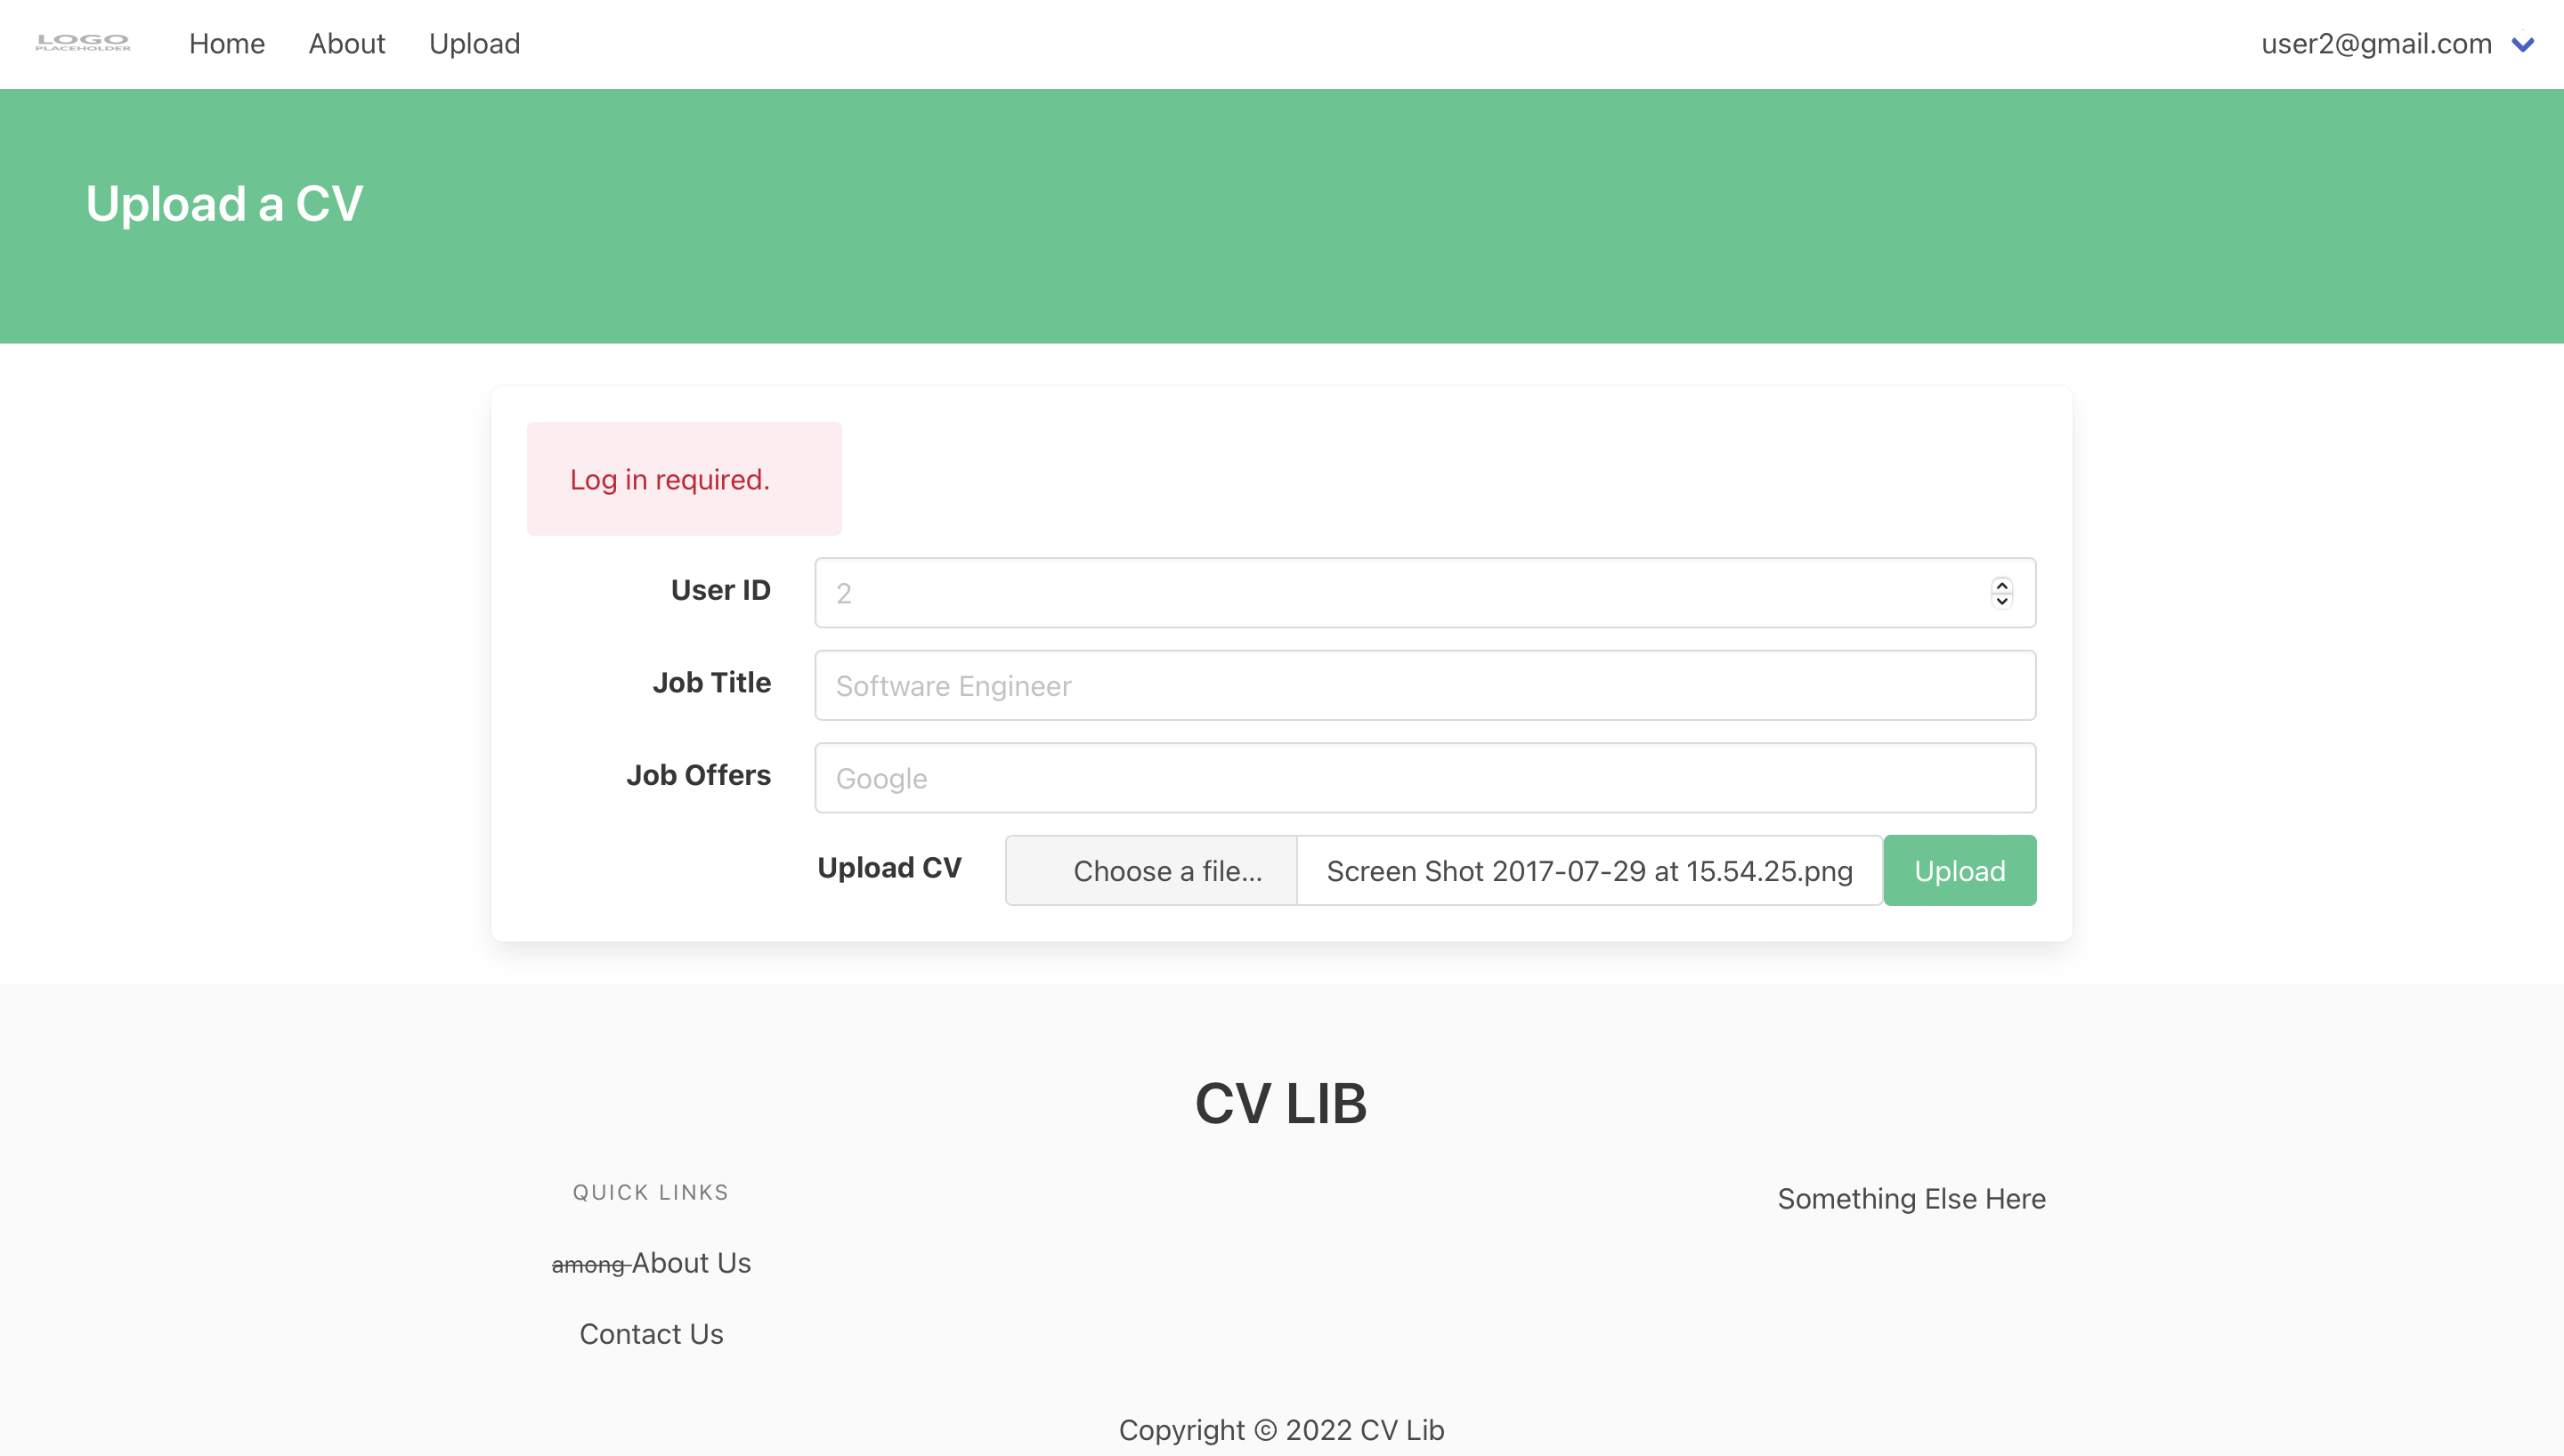 LOGO
PLACEHOLDER
Home About Upload
user2@gmail.com
Upload a CV
Log in required.
User ID 2
Job Title Software Engineer
Job Offers Google
Upload CV Choose a file... Screen Shot 2017-07-29 at 15.54.25.png Upload
CV LIB
QUICK LINKS
among About Us
Contact Us
Something Else Here
Copyright © 2022 CV Lib